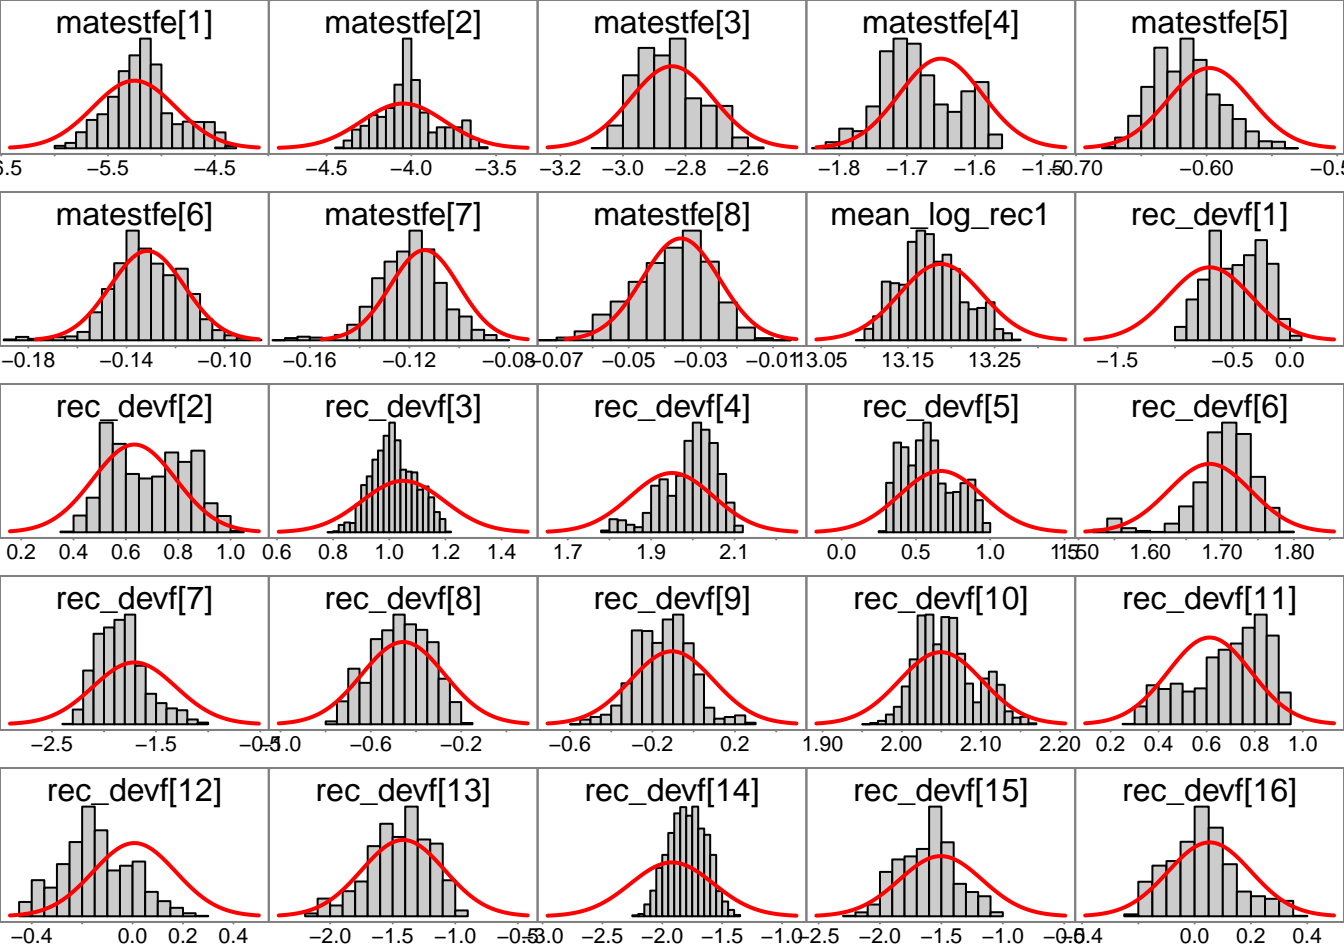 matestfe[1] matestfe[2] matestfe[3] matestfe[4] matestfe[5]
−5.5 −4.5 −4.5 −4.0 −3.5 −3.2 −3.0 −2.8 −2.6 −1.8 −1.7 −1.6 −0.60
matestfe[6] matestfe[7] matestfe[8] mean_log_rec1 rec_devf[1]
−0.18 −0.14 −0.10 −0.16 −0.12 −0.08 −0.07 −0.05 −0.03 −0.01 13.05 13.15 13.25 −1.5 −0.5 0.0
rec_devf[2] rec_devf[3] rec_devf[4] rec_devf[5] rec_devf[6]
0.2 0.4 0.6 0.8 1.0 0.6 0.8 1.0 1.2 1.4 1.7 1.9 2.1 0.0 0.5 1.0 1.60 1.70 1.80
rec_devf[7] rec_devf[8] rec_devf[9] rec_devf[10] rec_devf[11]
−2.5 −1.5 −0.6 −0.2 −0.6 −0.2 0.2 1.90 2.00 2.10 2.20 0.2 0.4 0.6 0.8 1.0
rec_devf[12] rec_devf[13] rec_devf[14] rec_devf[15] rec_devf[16]
−0.4 0.0 0.2 0.4 −2.0 −1.5 −1.0 −2.5 −2.0 −1.5 −2.0 −1.5 −1.0 0.0 0.2 0.4